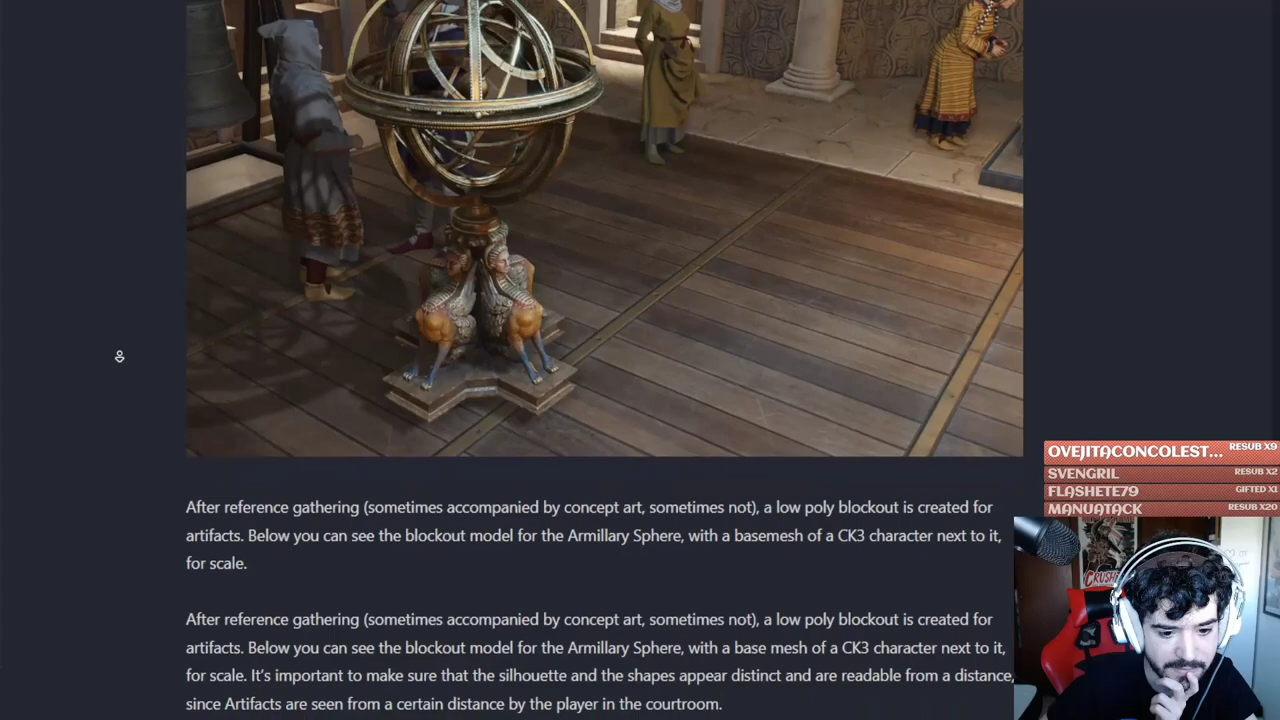 After reference gathering (sometimes accompanied by concept art, sometimes not), a low poly blockout is created for
artifacts. Below you can see the blockout model for the Armillary Sphere, with a basemesh of a CK3 character next to it,
for scale.
After reference gathering (sometimes accompanied by concept art, sometimes not), a low poly blockout is created for
artifacts. Below you can see the blockout model for the Armillary Sphere, with a base mesh of a CK3 character next to it,
for scale. It's important to make sure that the silhouette and the shapes appear distinct and are readable from a distance,
since Artifacts are seen from a certain distance by the player in the courtroom.
OVEJITACONCOLEST... RESUB X9
SVENGRIL RESUB X2
FLASHETE79 GIFTED X1
MANUATACK RESUB X20
CRUSHE